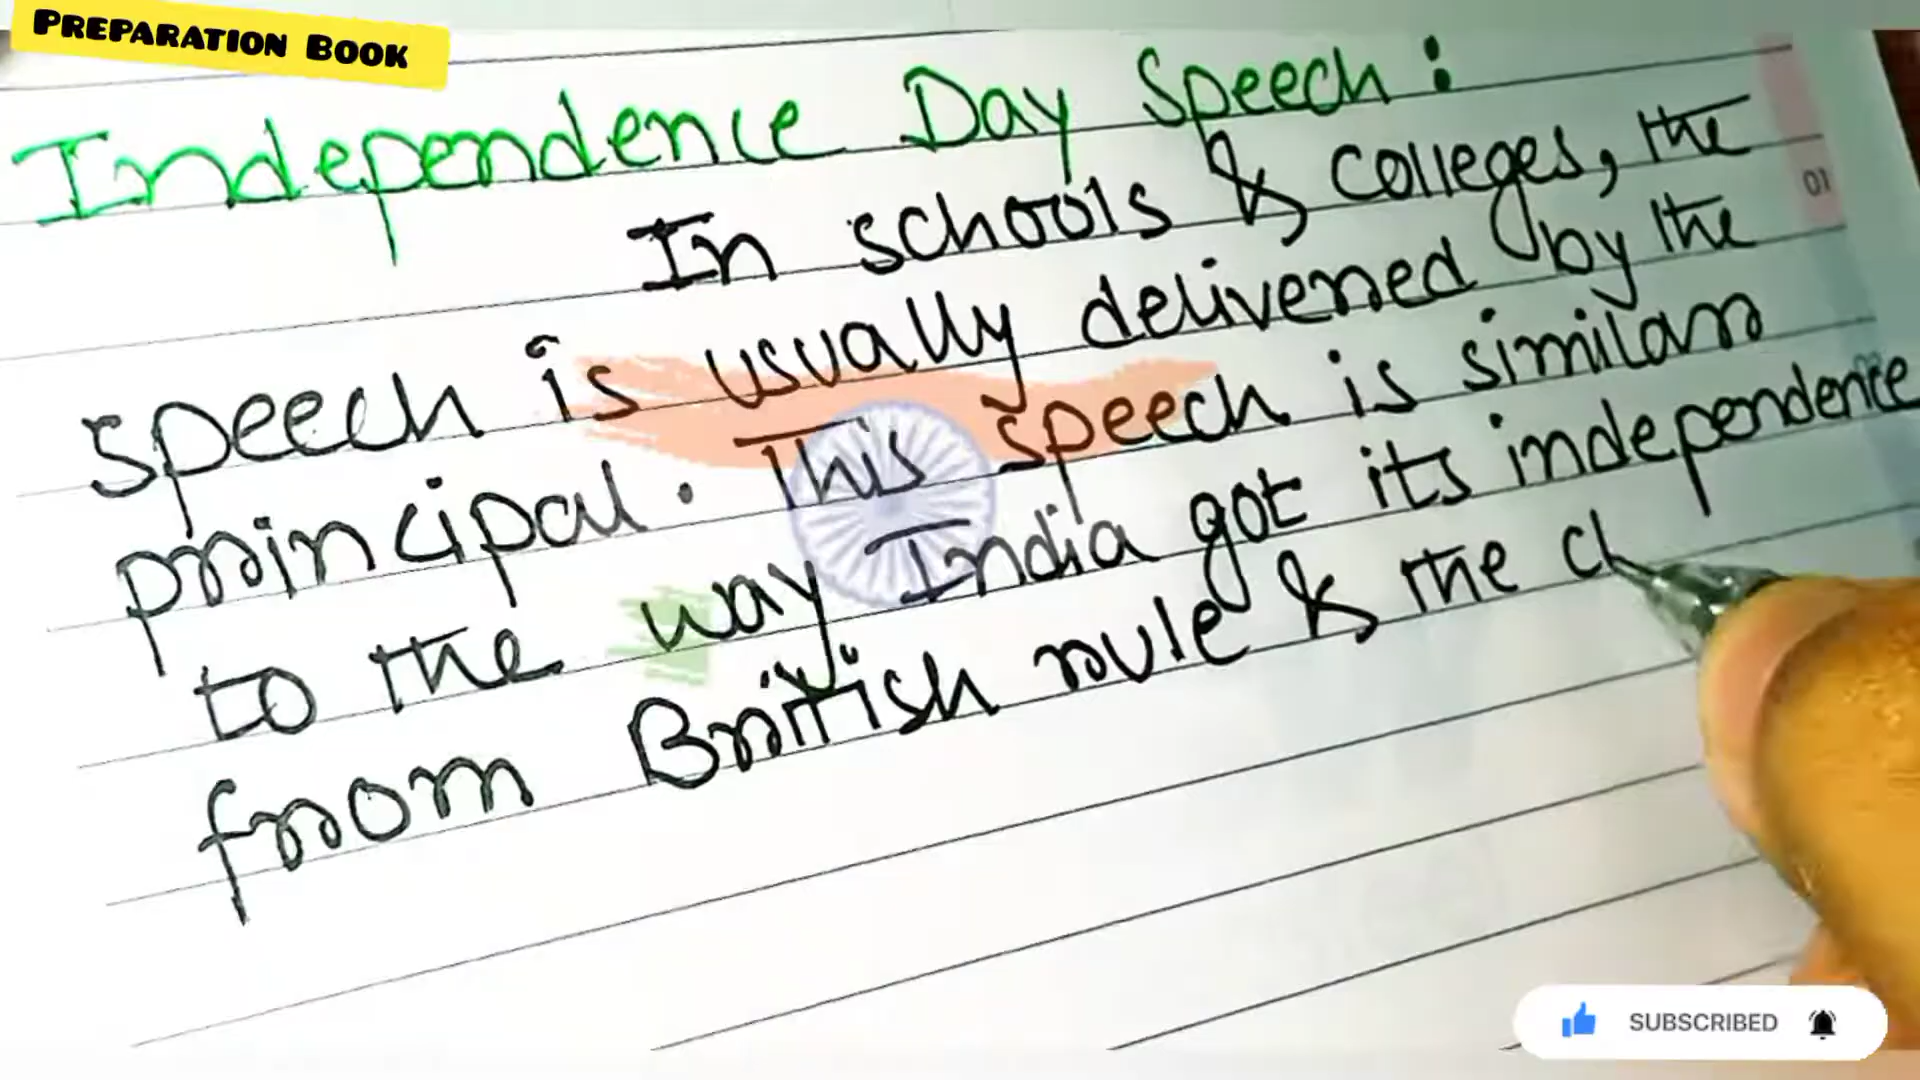 PREPARATION BOOK
Independence Day Speech:
In schools & colleges, the
speech is usually delivered by the
principal. This speech is similar
to the way India got its independence
from British rule & the
01
SUBSCRIBED